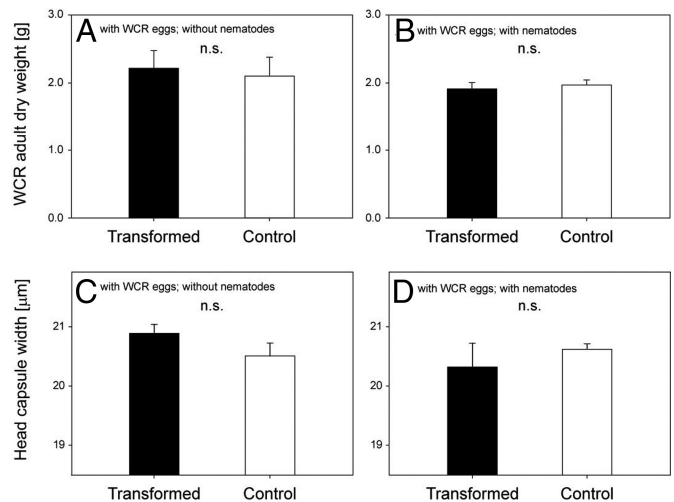 A with WCR eggs; without nematodes
n.s.
WCR adult dry weight [g]
3.0
2.0
1.0
0.0
Transformed Control
B with WCR eggs; with nematodes
n.s.
3.0
2.0
1.0
0.0
Transformed Control
C with WCR eggs; without nematodes
n.s.
Head capsule width [μm]
21
20
19
Transformed Control
D with WCR eggs; with nematodes
n.s.
21
20
19
Transformed Control